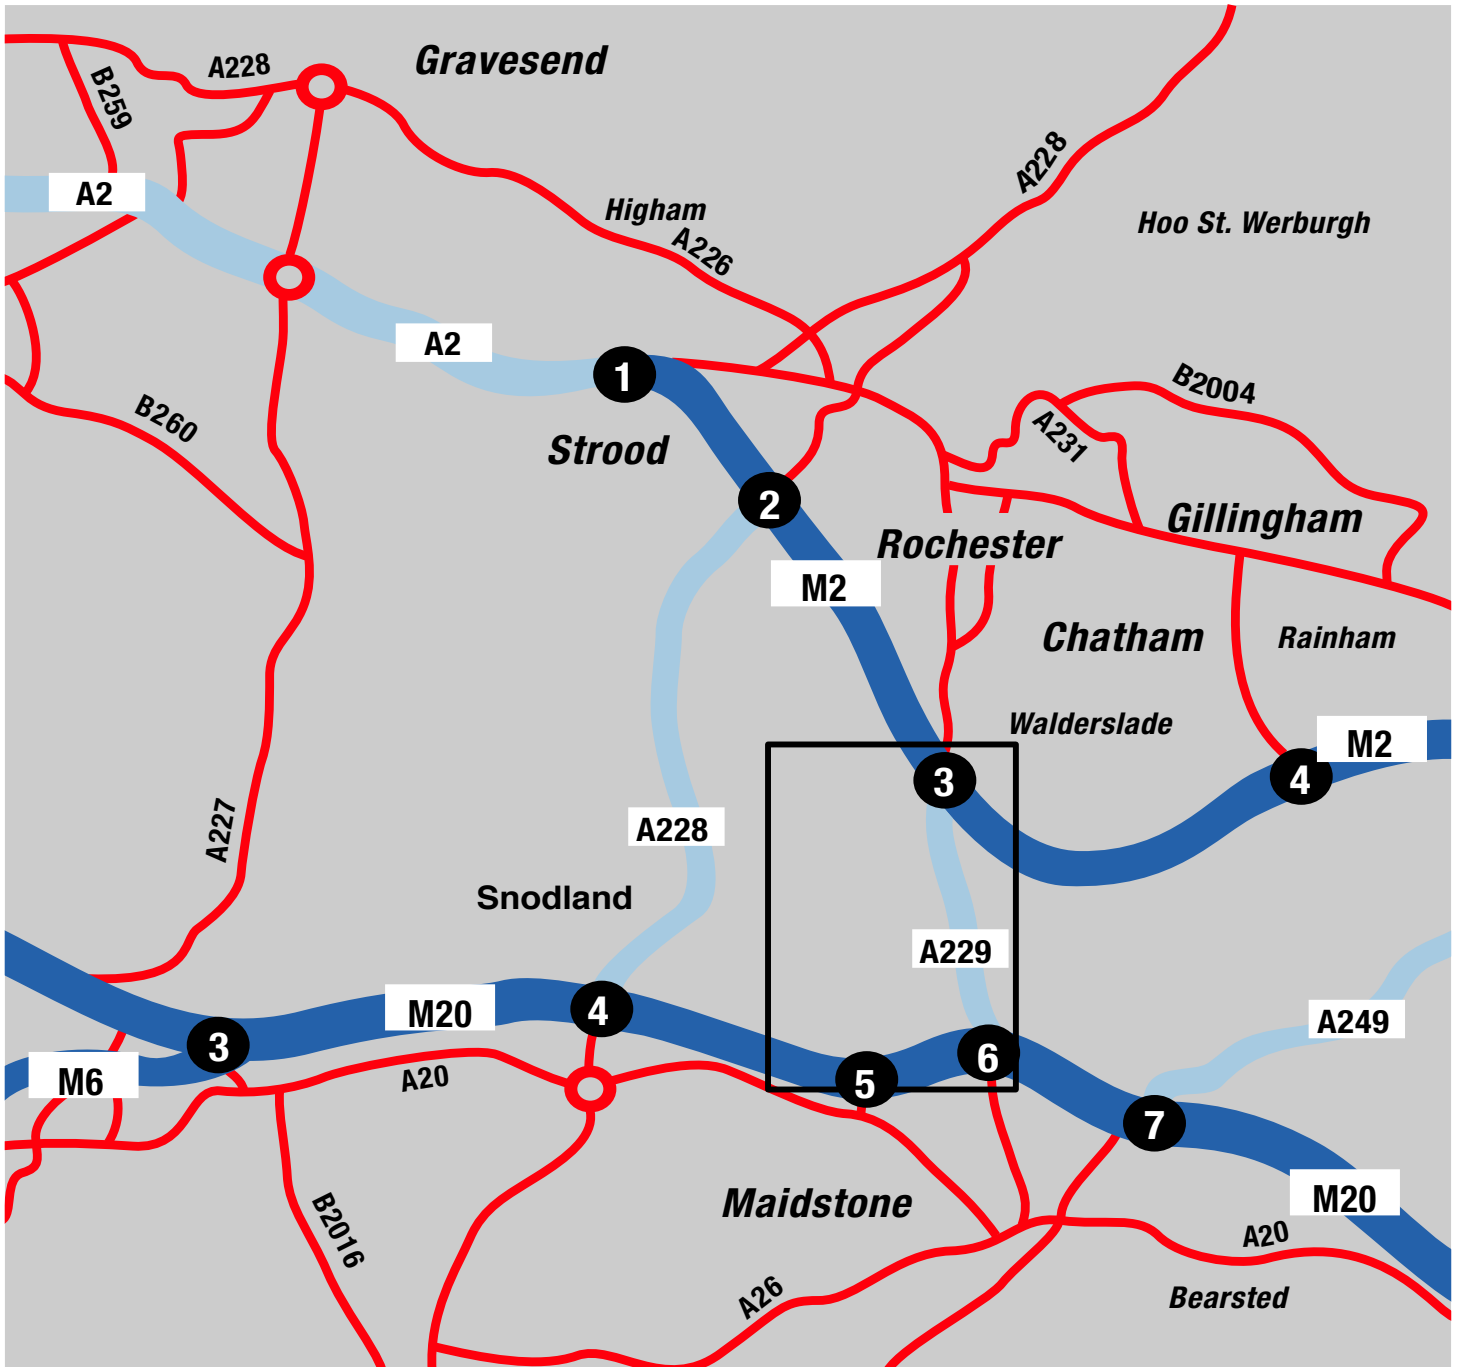 Gravesend
A228
B259
A228
A2
Higham
Hoo St. Werburgh
A226
A2
1
B2004
B260
A231
Strood
2
Gillingham
Rochester
M2
Chatham
Rainham
Walderslade
M2
3
4
A227
A228
Snodland
A229
4
M20
A249
3
6
M6
A20
5
7
Maidstone
M20
B2016
A20
A26
Bearsted